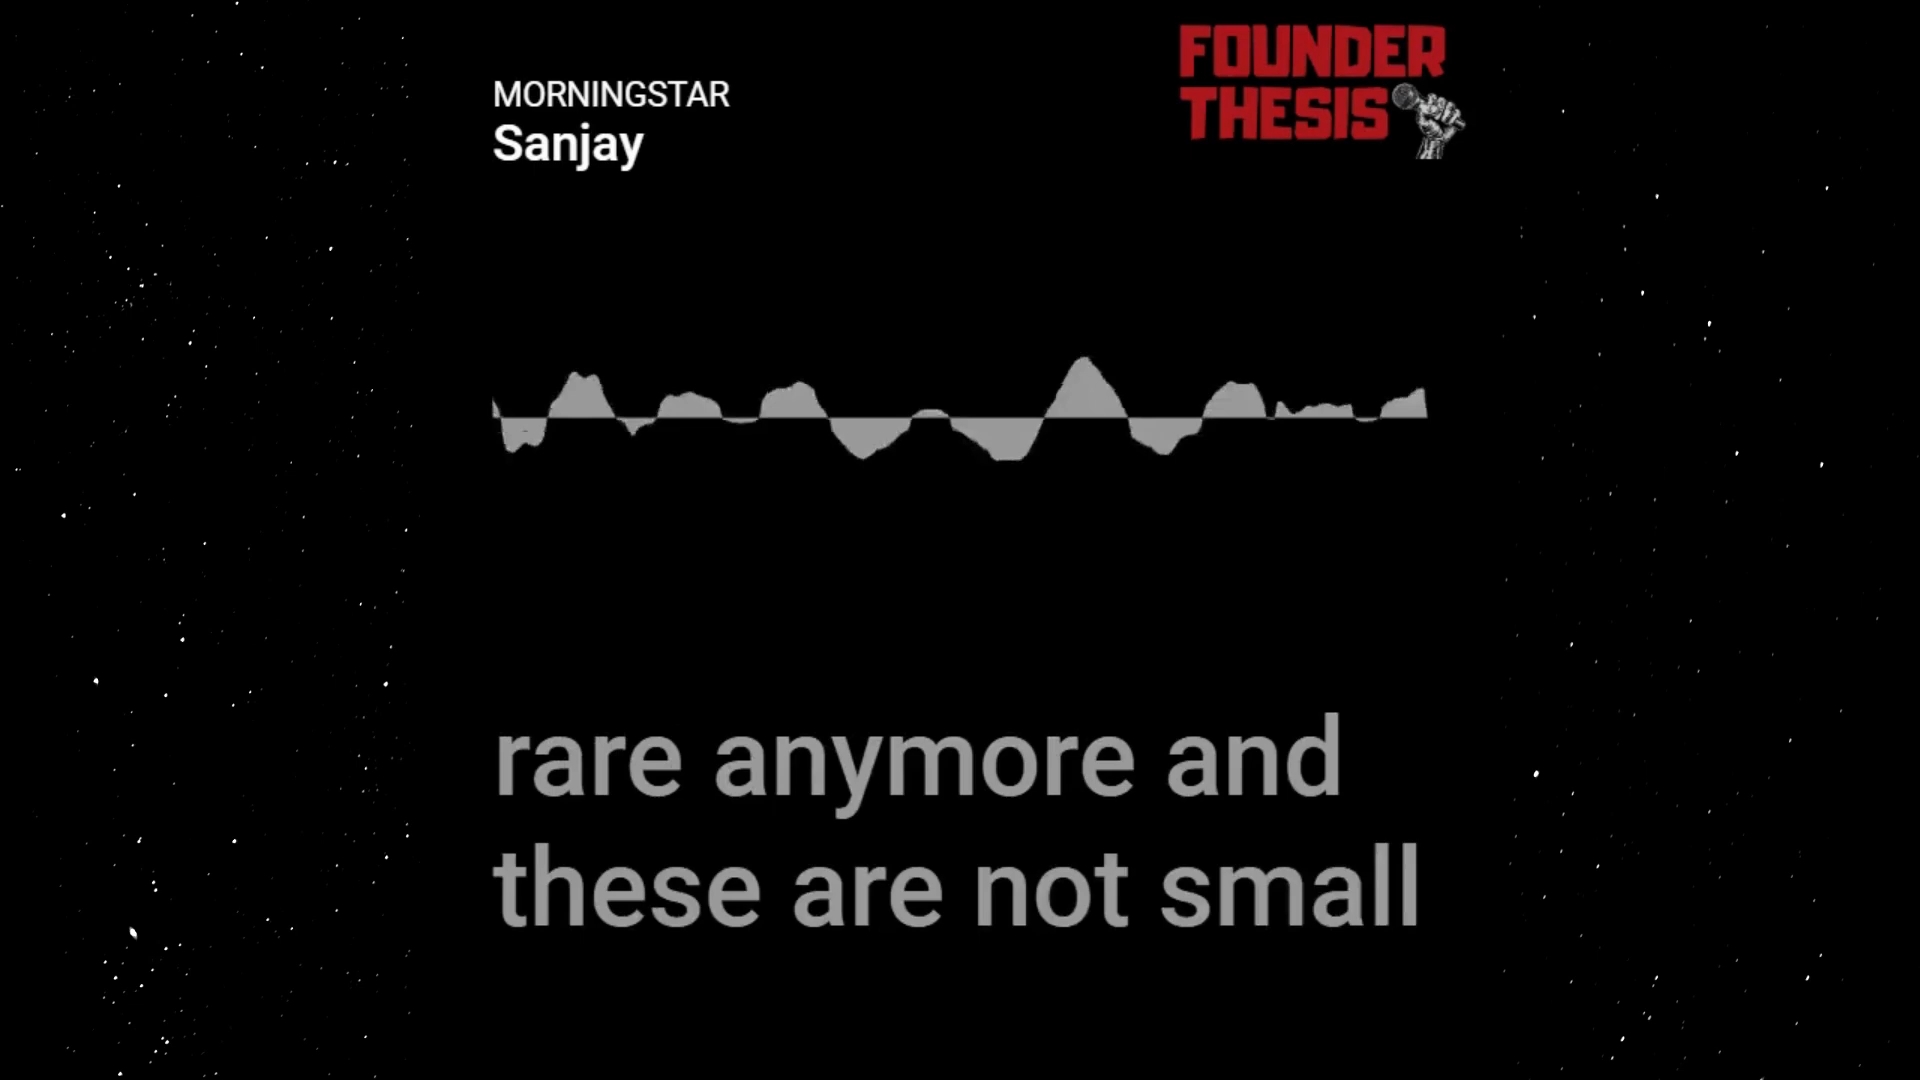 MORNINGSTAR
Sanjay
FOUNDER
THESIS
rare anymore and
these are not small